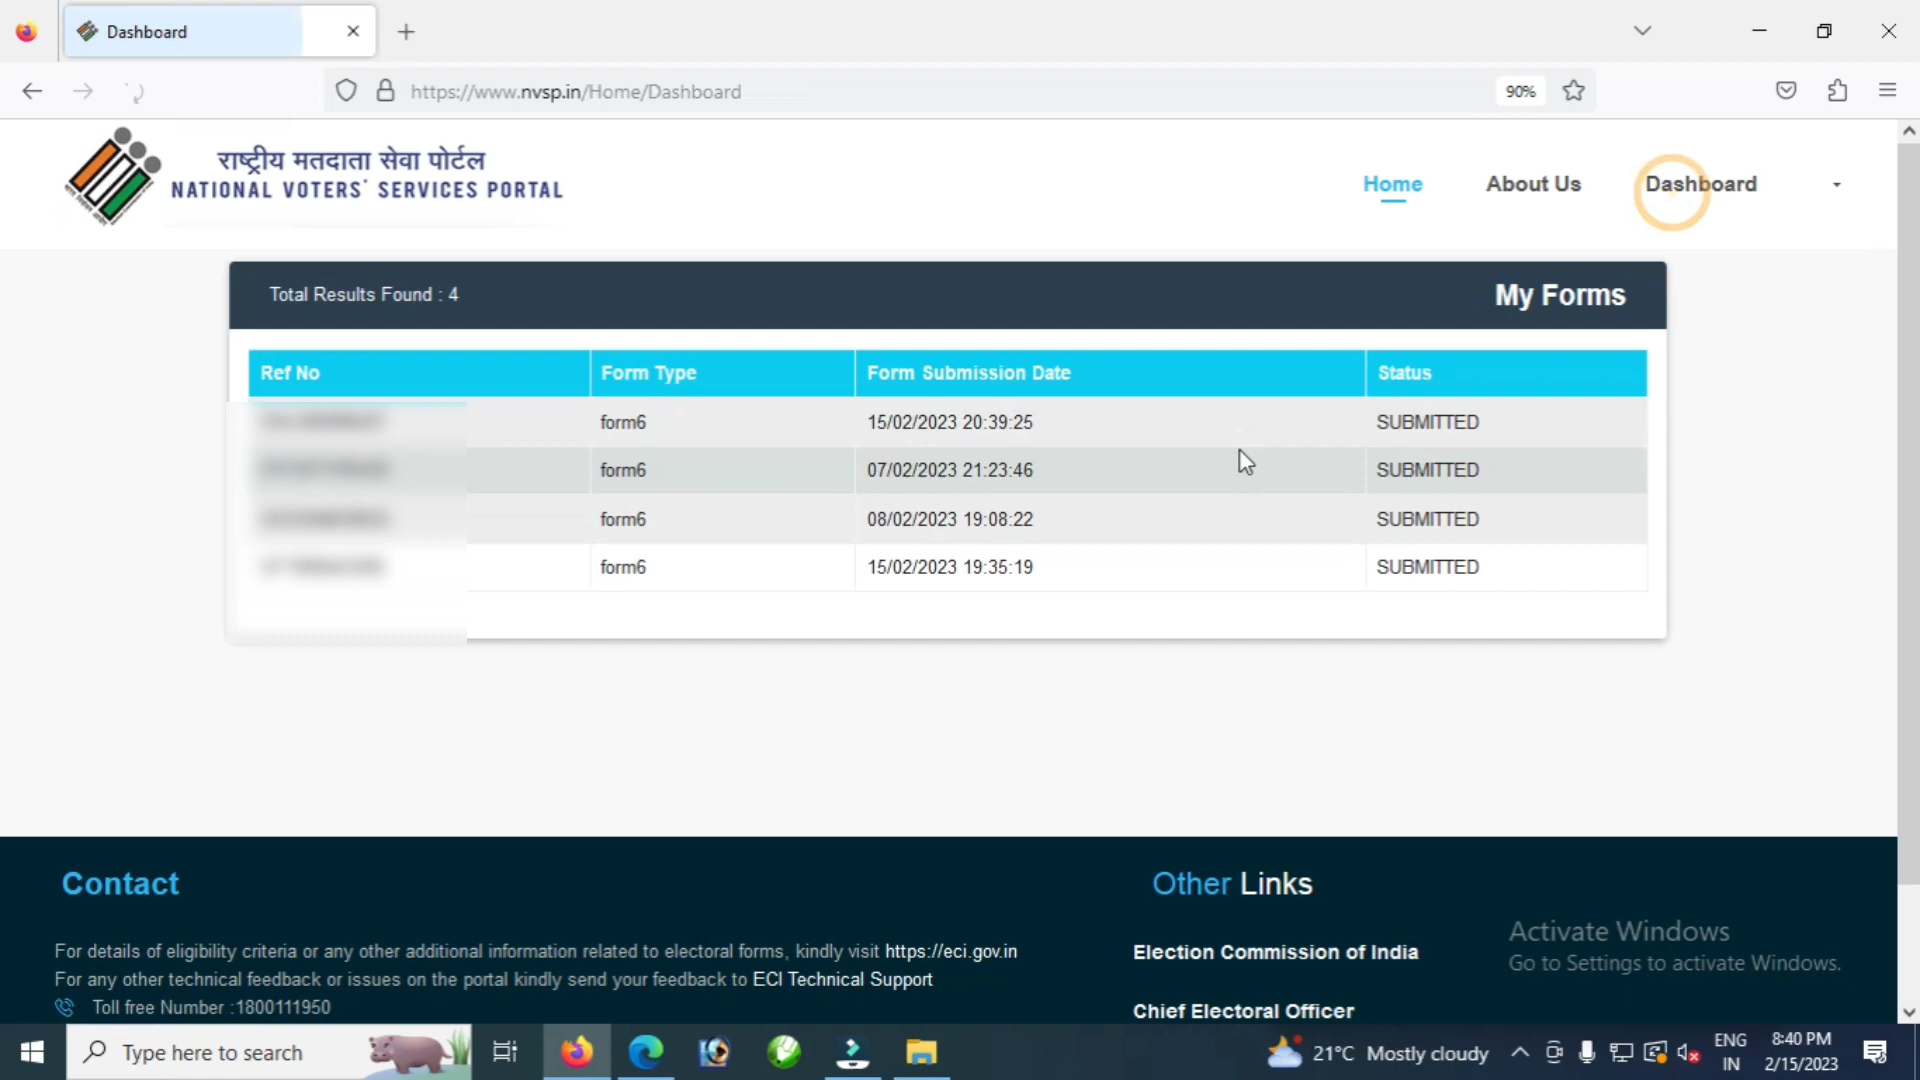 Dashboard
https://www.nvsp.in/Home/Dashboard
90%
राष्ट्रीय मतदाता सेवा पोर्टल
NATIONAL VOTERS' SERVICES PORTAL
Home
About Us
Dashboard
Total Results Found : 4
My Forms
Ref No
Form Type
Form Submission Date
Status
form6
15/02/2023 20:39:25
SUBMITTED
form6
07/02/2023 21:23:46
SUBMITTED
form6
08/02/2023 19:08:22
SUBMITTED
form6
15/02/2023 19:35:19
SUBMITTED
Contact
For details of eligibility criteria or any other additional information related to electoral forms, kindly visit https://eci.gov.in
For any other technical feedback or issues on the portal kindly send your feedback to ECI Technical Support
Toll free Number :1800111950
Other Links
Election Commission of India
Chief Electoral Officer
Activate Windows
Go to Settings to activate Windows.
Type here to search
21°C Mostly cloudy
ENG
IN
8:40 PM
2/15/2023